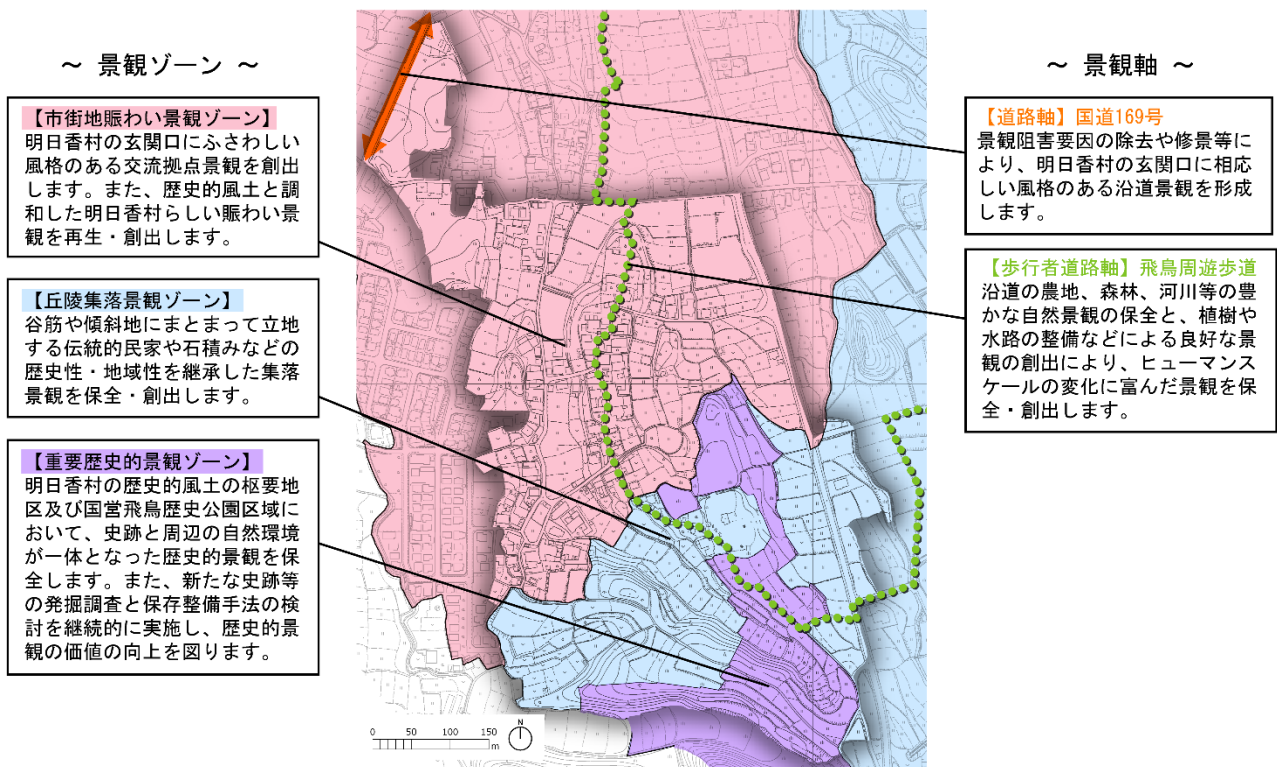 ～ 景観ゾーン ～
【市街地賑わい景観ゾーン】
明日香村の玄関口にふさわしい
風格のある交流拠点景観を創出
します。また、歴史的風土と調
和した明日香村らしい賑わい景
観を再生・創出します。
【丘陵集落景観ゾーン】
谷筋や傾斜地にまとまって立地
する伝統的民家や石積みなどの
歴史性・地域性を継承した集落
景観を保全・創出します。
【重要歴史的景観ゾーン】
明日香村の歴史的風土の枢要地
区及び国営飛鳥歴史公園区域に
おいて、史跡と周辺の自然環境
が一体となった歴史的景観を保
全します。また、新たな史跡等
の発掘調査と保存整備手法の検
討を継続的に実施し、歴史的景
観の価値の向上を図ります。
～ 景観軸 ～
【道路軸】国道169号
景観阻害要因の除去や修景等に
より、明日香村の玄関口に相応
しい風格のある沿道景観を形成
します。
【歩行者道路軸】飛鳥周遊歩道
沿道の農地、森林、河川等の豊
かな自然景観の保全と、植樹や
水路の整備などによる良好な景
観の創出により、ヒューマンス
ケールの変化に富んだ景観を保
全・創出します。
0 50 100 150
m
N